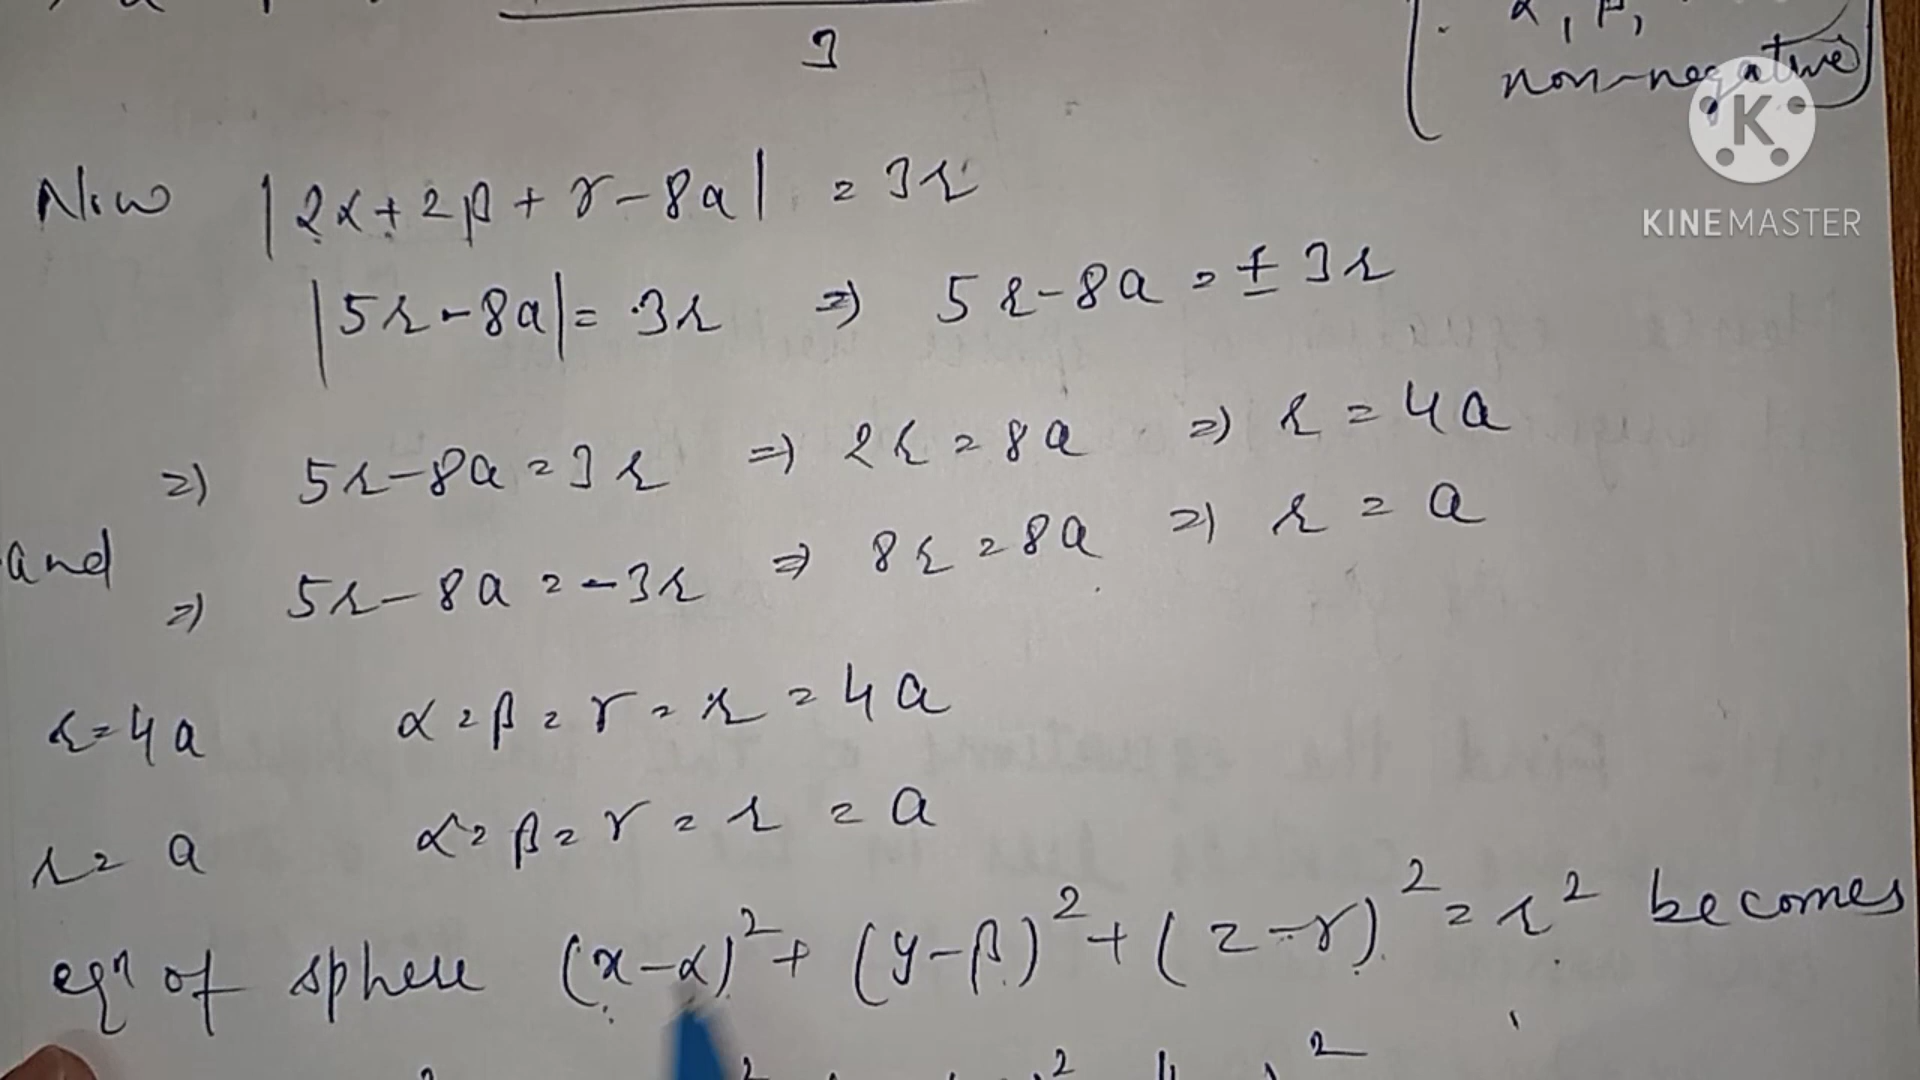 3
α, β,
non-negative
K
KINEMASTER
Now |2α+2β+γ-8a| = 3r
|5r-8a| = 3r ⇒ 5r-8a = ±3r
⇒ 5r-8a = 3r ⇒ 2r = 8a ⇒ r = 4a
and ⇒ 5r-8a = -3r ⇒ 8r = 8a ⇒ r = a
r = 4a α = β = γ = r = 4a
r = a α = β = γ = r = a
eqn of sphere (x-α)² + (y-β)² + (z-γ)² = r² becomes